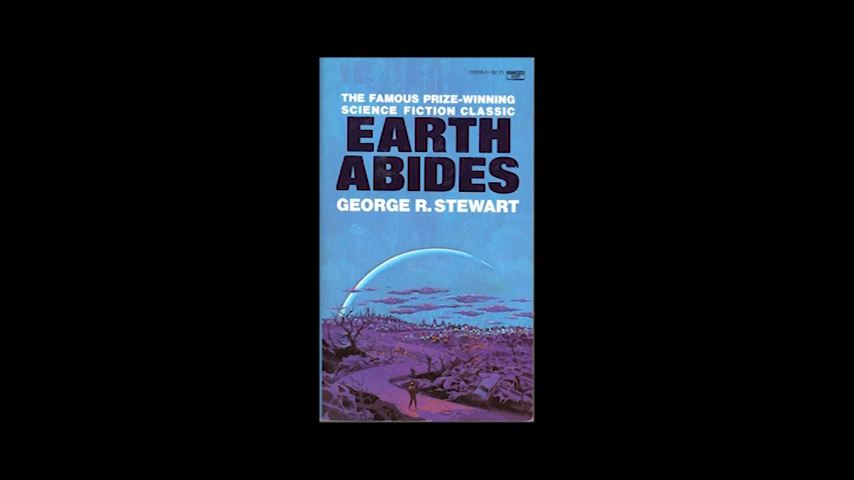 THE FAMOUS PRIZE-WINNING
SCIENCE FICTION CLASSIC
EARTH
ABIDES
GEORGE R. STEWART